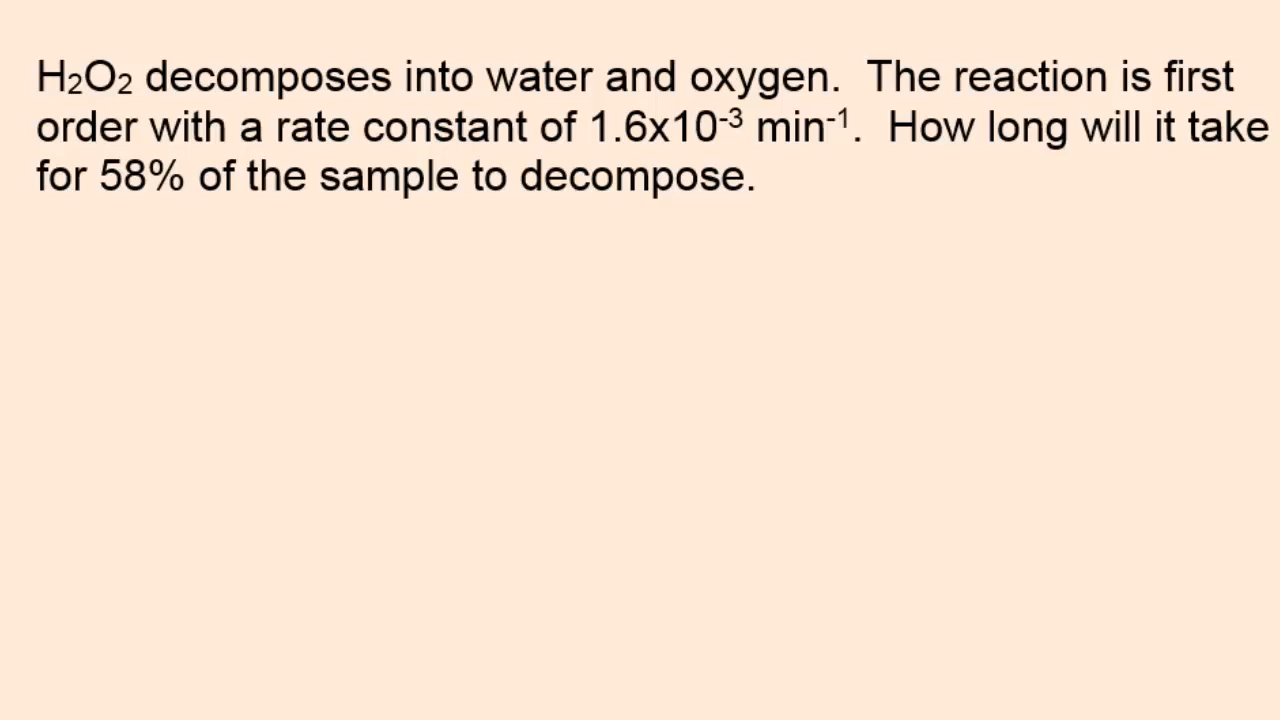 H₂O₂ decomposes into water and oxygen.  The reaction is first
order with a rate constant of 1.6x10⁻³ min⁻¹.  How long will it take
for 58% of the sample to decompose.